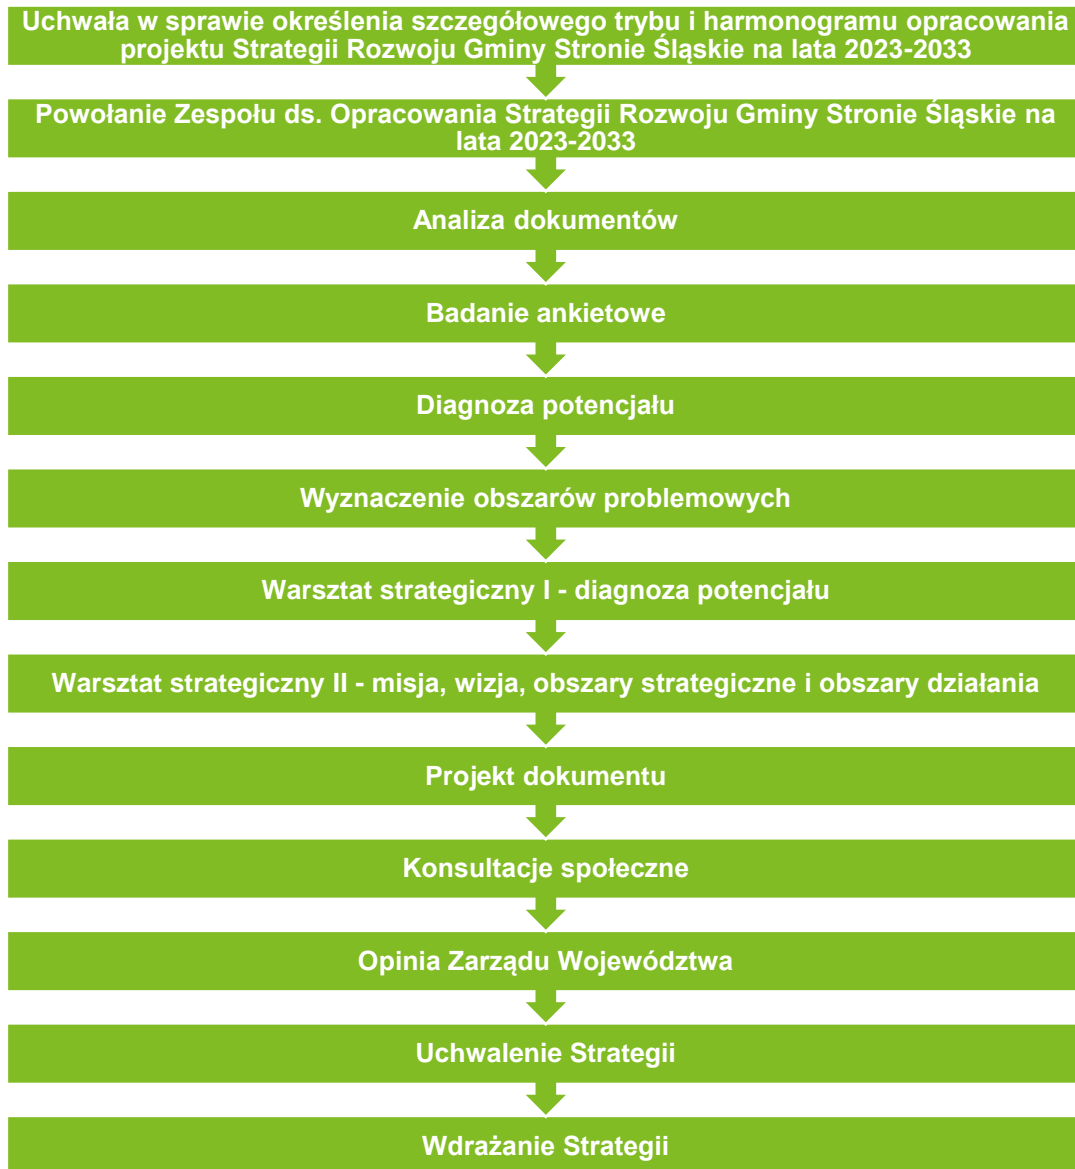 Uchwała w sprawie określenia szczegółowego trybu i harmonogramu opracowania
projektu Strategii Rozwoju Gminy Stronie Śląskie na lata 2023-2033
Powołanie Zespołu ds. Opracowania Strategii Rozwoju Gminy Stronie Śląskie na
lata 2023-2033
Analiza dokumentów
Badanie ankietowe
Diagnoza potencjału
Wyznaczenie obszarów problemowych
Warsztat strategiczny I - diagnoza potencjału
Warsztat strategiczny II - misja, wizja, obszary strategiczne i obszary działania
Projekt dokumentu
Konsultacje społeczne
Opinia Zarządu Województwa
Uchwalenie Strategii
Wdrażanie Strategii